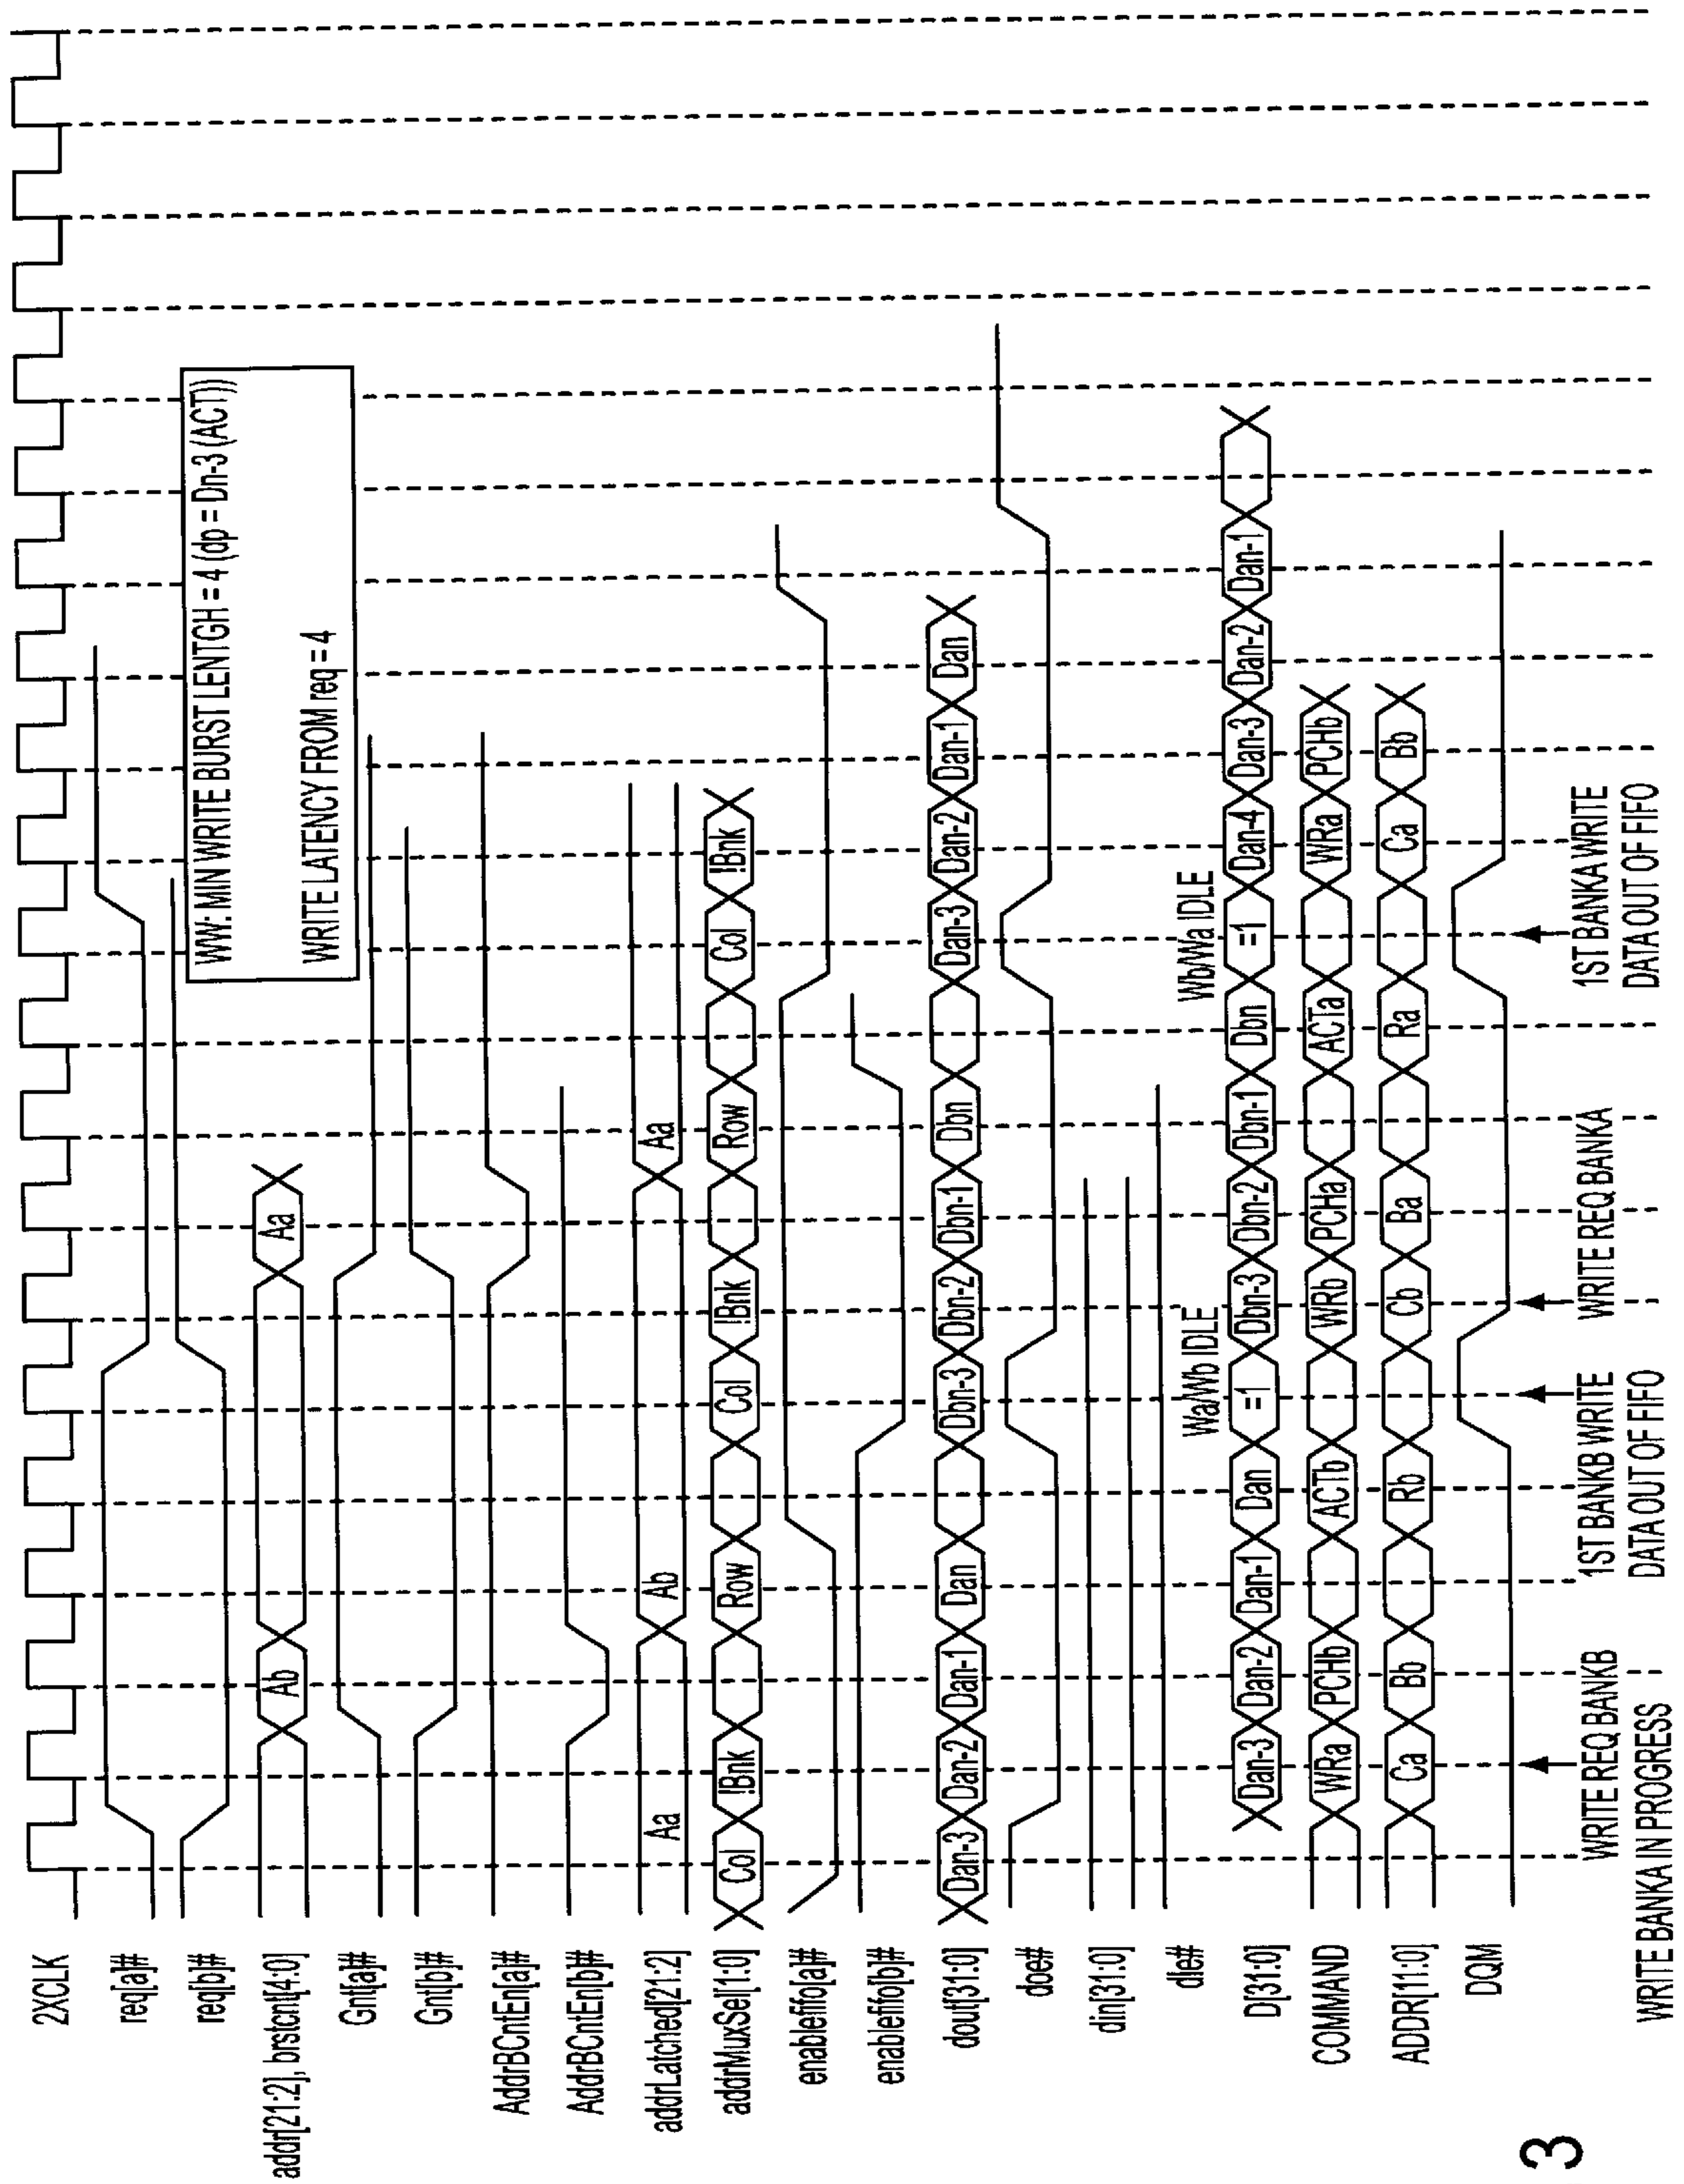 2XCLK
req[a]#
req[b]#
WW: MIN WRITE BURST LENTGH = 4 (dp = Dn-3 (ACT))
WRITE LATENCY FROM req = 4
addr[21:2], brstcnt[4:0] Ab Aa
Gnt[a]#
Gnt[b]#
AddrBCntEn[a]#
AddrBCntEn[b]#
addrLatched[21:2] Aa Ab Aa
addrMuxSel[1:0] Col !Bnk Row Col !Bnk Row Col !Bnk
enablefifo[a]#
enablefifo[b]#
dout[31:0] Dan-3 Dan-2 Dan-1 Dan Dbn-3 Dbn-2 Dbn-1 Dbn Dan-3 Dan-2 Dan-1 Dan
doe#
din[31:0]
dle#
Wa/Wb IDLE Wb/Wa IDLE
D[31:0] Dan-3 Dan-2 Dan-1 Dan =1 Dbn-3 Dbn-2 Dbn-1 Dbn =1 Dan-4 Dan-3 Dan-2 Dan-1
COMMAND WRa PCHb ACTb WRb PCHa ACTa WRa PCHb
ADDR[11:0] Ca Bb Rb Cb Ba Ra Ca Bb
DQM
WRITE REQ BANKB
WRITE BANKA IN PROGRESS
1ST BANKB WRITE
DATA OUT OF FIFO
WRITE REQ BANKA
1ST BANKA WRITE
DATA OUT OF FIFO
3